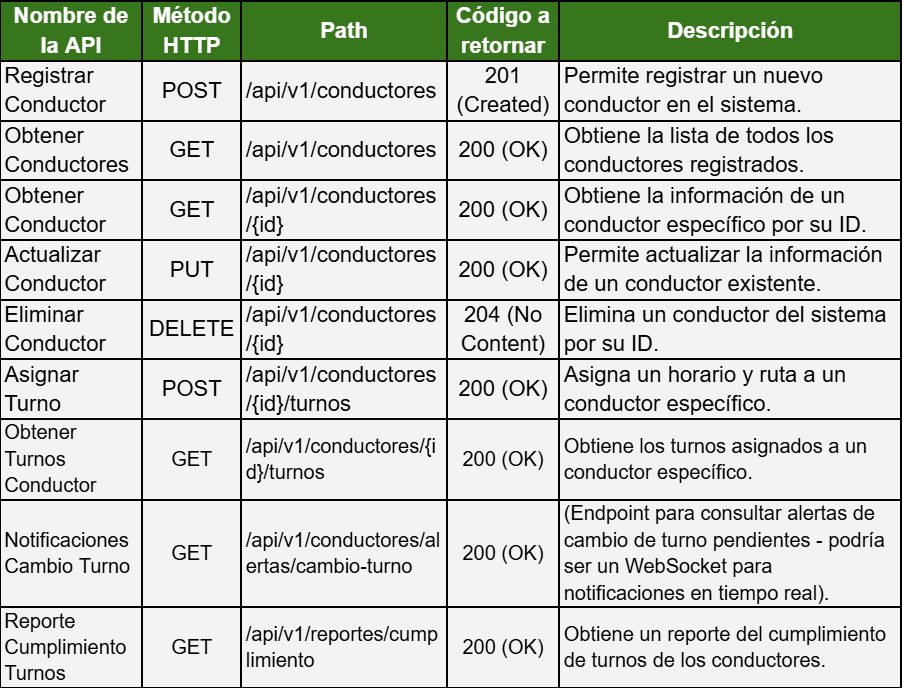 Nombre de la API | Método HTTP | Path | Código a retornar | Descripción
Registrar Conductor | POST | /api/v1/conductores | 201 (Created) | Permite registrar un nuevo conductor en el sistema.
Obtener Conductores | GET | /api/v1/conductores | 200 (OK) | Obtiene la lista de todos los conductores registrados.
Obtener Conductor | GET | /api/v1/conductores/{id} | 200 (OK) | Obtiene la información de un conductor específico por su ID.
Actualizar Conductor | PUT | /api/v1/conductores/{id} | 200 (OK) | Permite actualizar la información de un conductor existente.
Eliminar Conductor | DELETE | /api/v1/conductores/{id} | 204 (No Content) | Elimina un conductor del sistema por su ID.
Asignar Turno | POST | /api/v1/conductores/{id}/turnos | 200 (OK) | Asigna un horario y ruta a un conductor específico.
Obtener Turnos Conductor | GET | /api/v1/conductores/{id}/turnos | 200 (OK) | Obtiene los turnos asignados a un conductor específico.
Notificaciones Cambio Turno | GET | /api/v1/conductores/alertas/cambio-turno | 200 (OK) | (Endpoint para consultar alertas de cambio de turno pendientes - podría ser un WebSocket para notificaciones en tiempo real).
Reporte Cumplimiento Turnos | GET | /api/v1/reportes/cumplimiento | 200 (OK) | Obtiene un reporte del cumplimiento de turnos de los conductores.